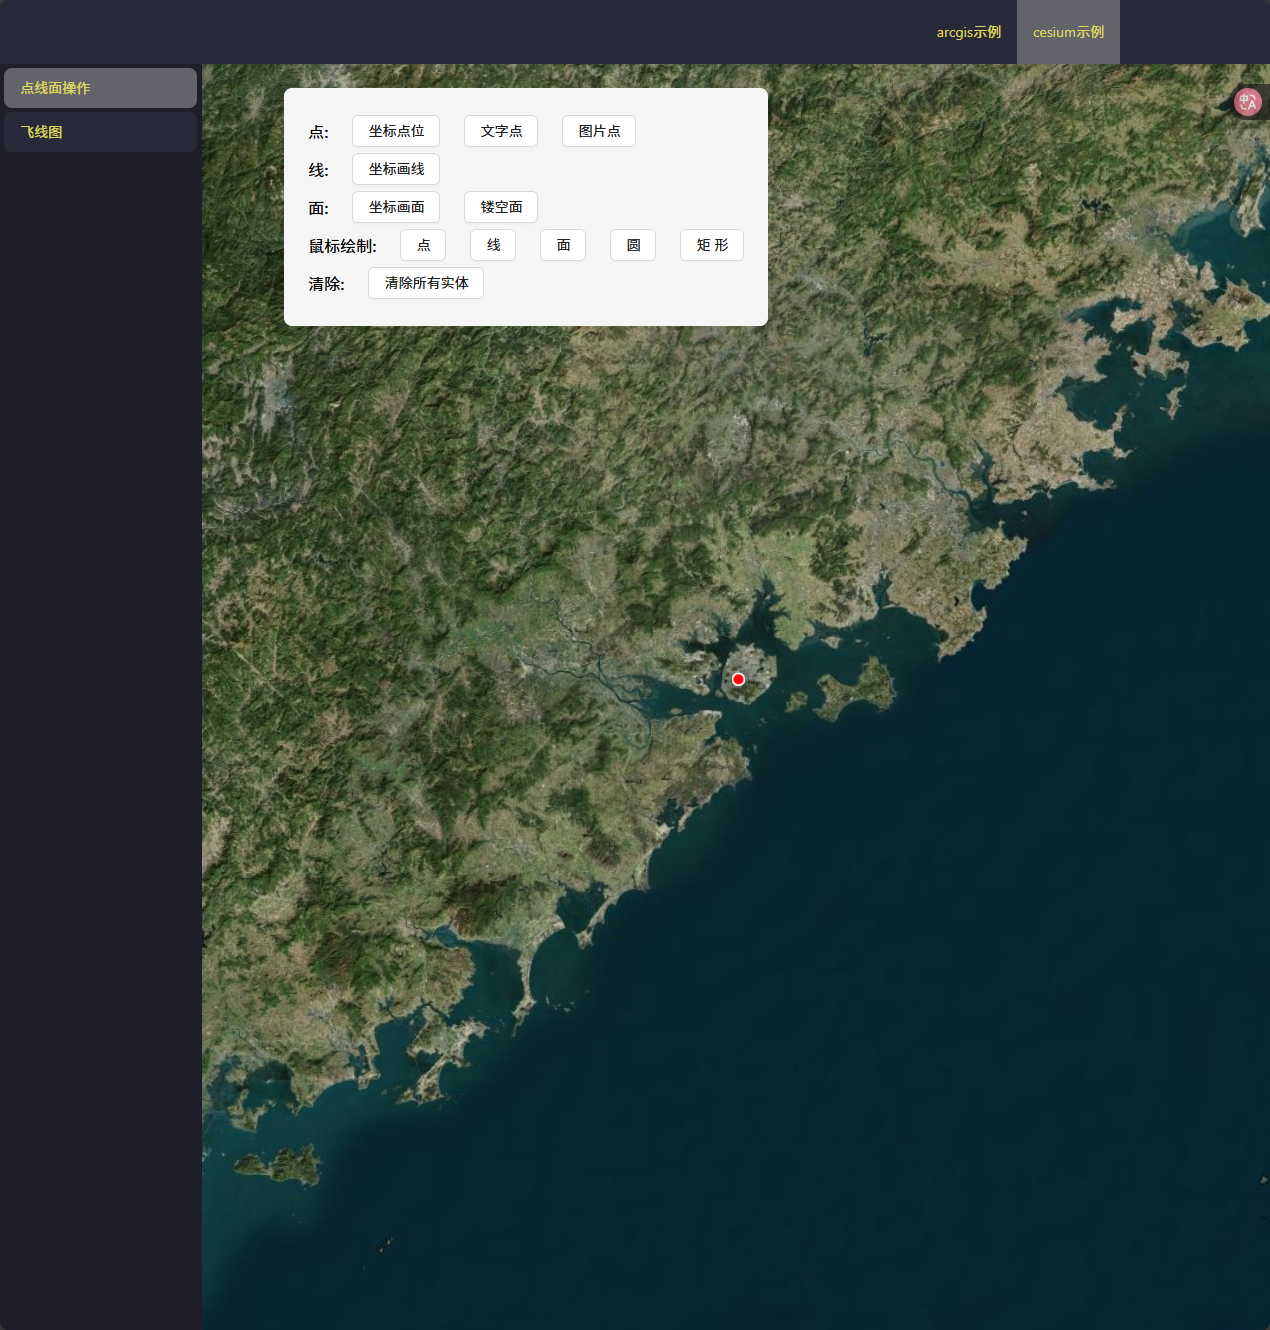 arcgis示例 cesium示例
点线面操作
飞线图
点: 坐标点位 文字点 图片点
线: 坐标画线
面: 坐标画面 镂空面
鼠标绘制: 点 线 面 圆 矩 形
清除: 清除所有实体
中 A